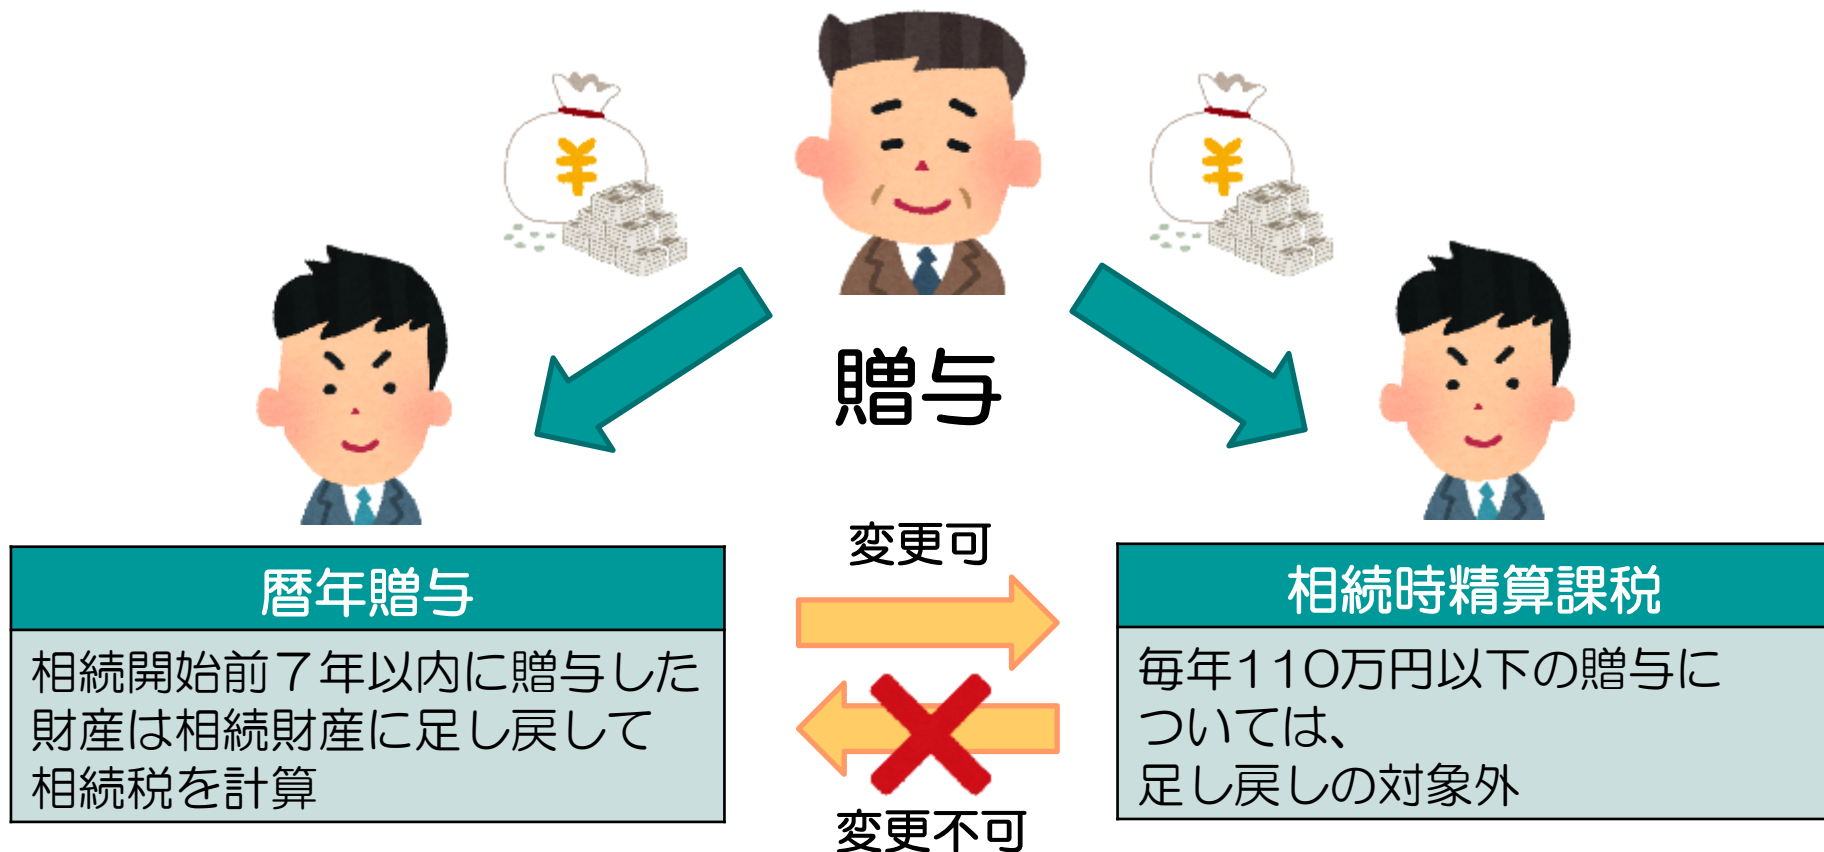 ¥
¥
贈与
変更可
暦年贈与
相続開始前７年以内に贈与した
財産は相続財産に足し戻して
相続税を計算
変更不可
相続時精算課税
毎年110万円以下の贈与に
ついては、
足し戻しの対象外